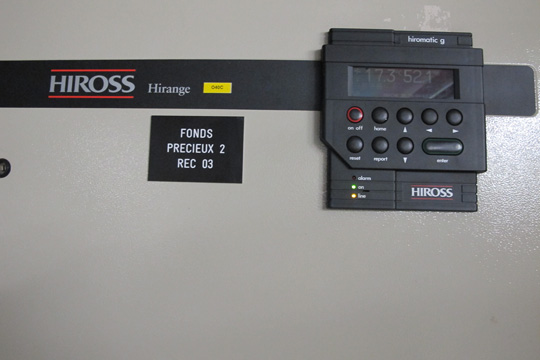 hiromatic g
HIROSS Hirange G40C
173 521
on off home
reset report enter
FONDS
PRECIEUX 2
REC 03
alarm
on
line
HIROSS